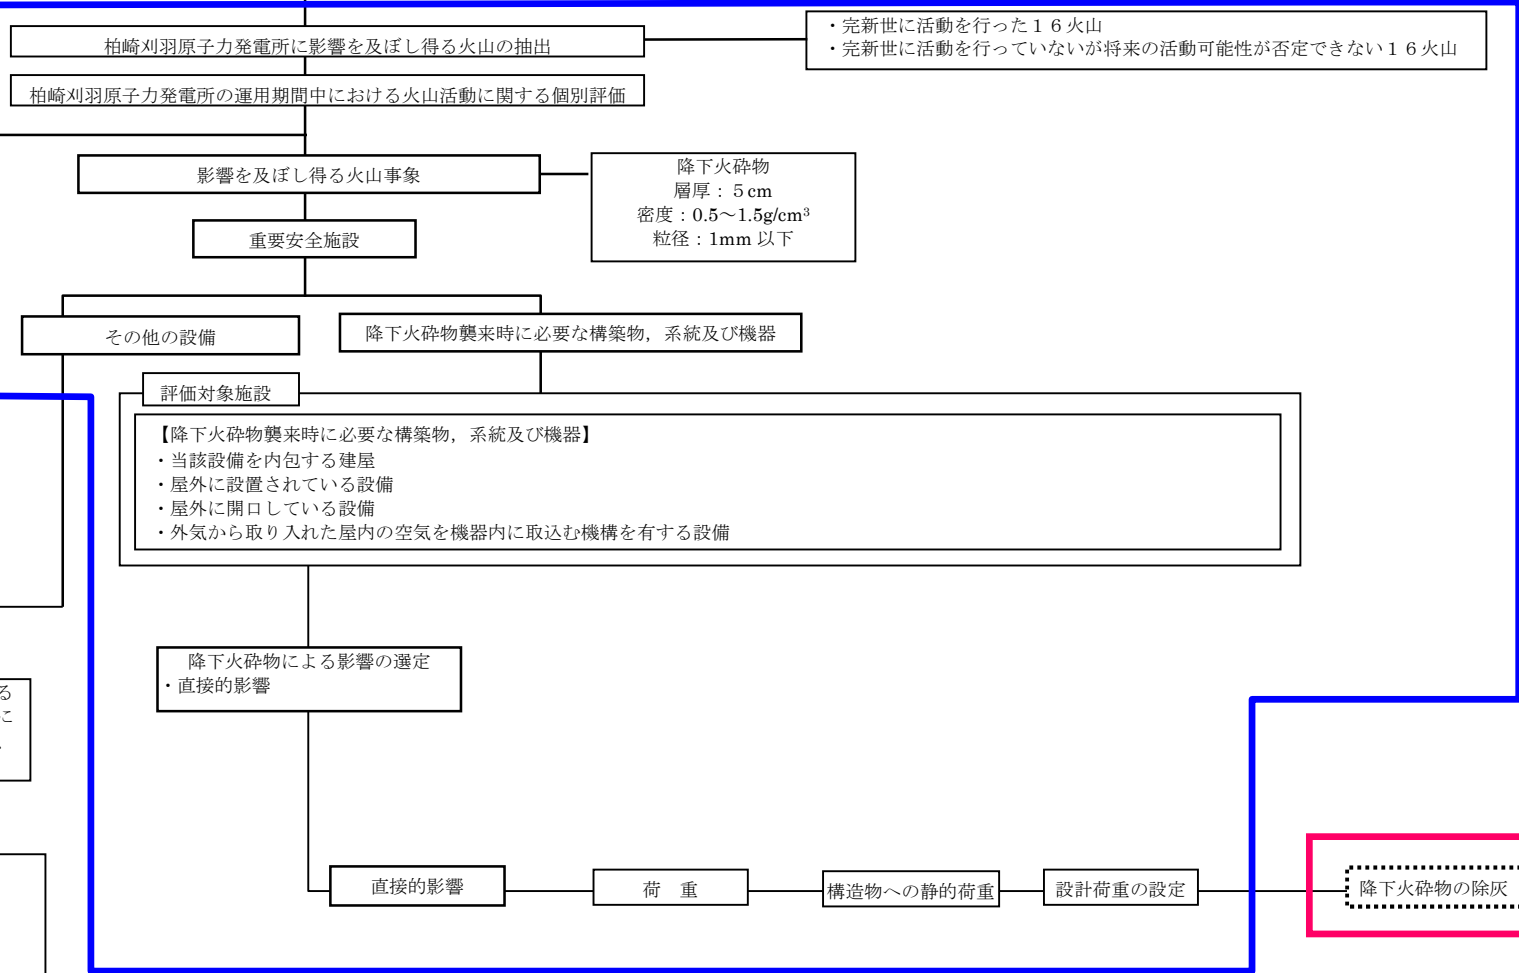 柏崎刈羽原子力発電所に影響を及ぼし得る火山の抽出
・完新世に活動を行った１６火山
・完新世に活動を行っていないが将来の活動可能性が否定できない１６火山
柏崎刈羽原子力発電所の運用期間中における火山活動に関する個別評価
影響を及ぼし得る火山事象
降下火砕物
層厚：５cm
密度：0.5～1.5g/cm³
粒径：1mm 以下
重要安全施設
その他の設備
降下火砕物襲来時に必要な構築物，系統及び機器
評価対象施設
【降下火砕物襲来時に必要な構築物，系統及び機器】
・当該設備を内包する建屋
・屋外に設置されている設備
・屋外に開口している設備
・外気から取り入れた屋内の空気を機器内に取込む機構を有する設備
降下火砕物による影響の選定
・直接的影響
る
に
直接的影響
荷　重
構造物への静的荷重
設計荷重の設定
降下火砕物の除灰